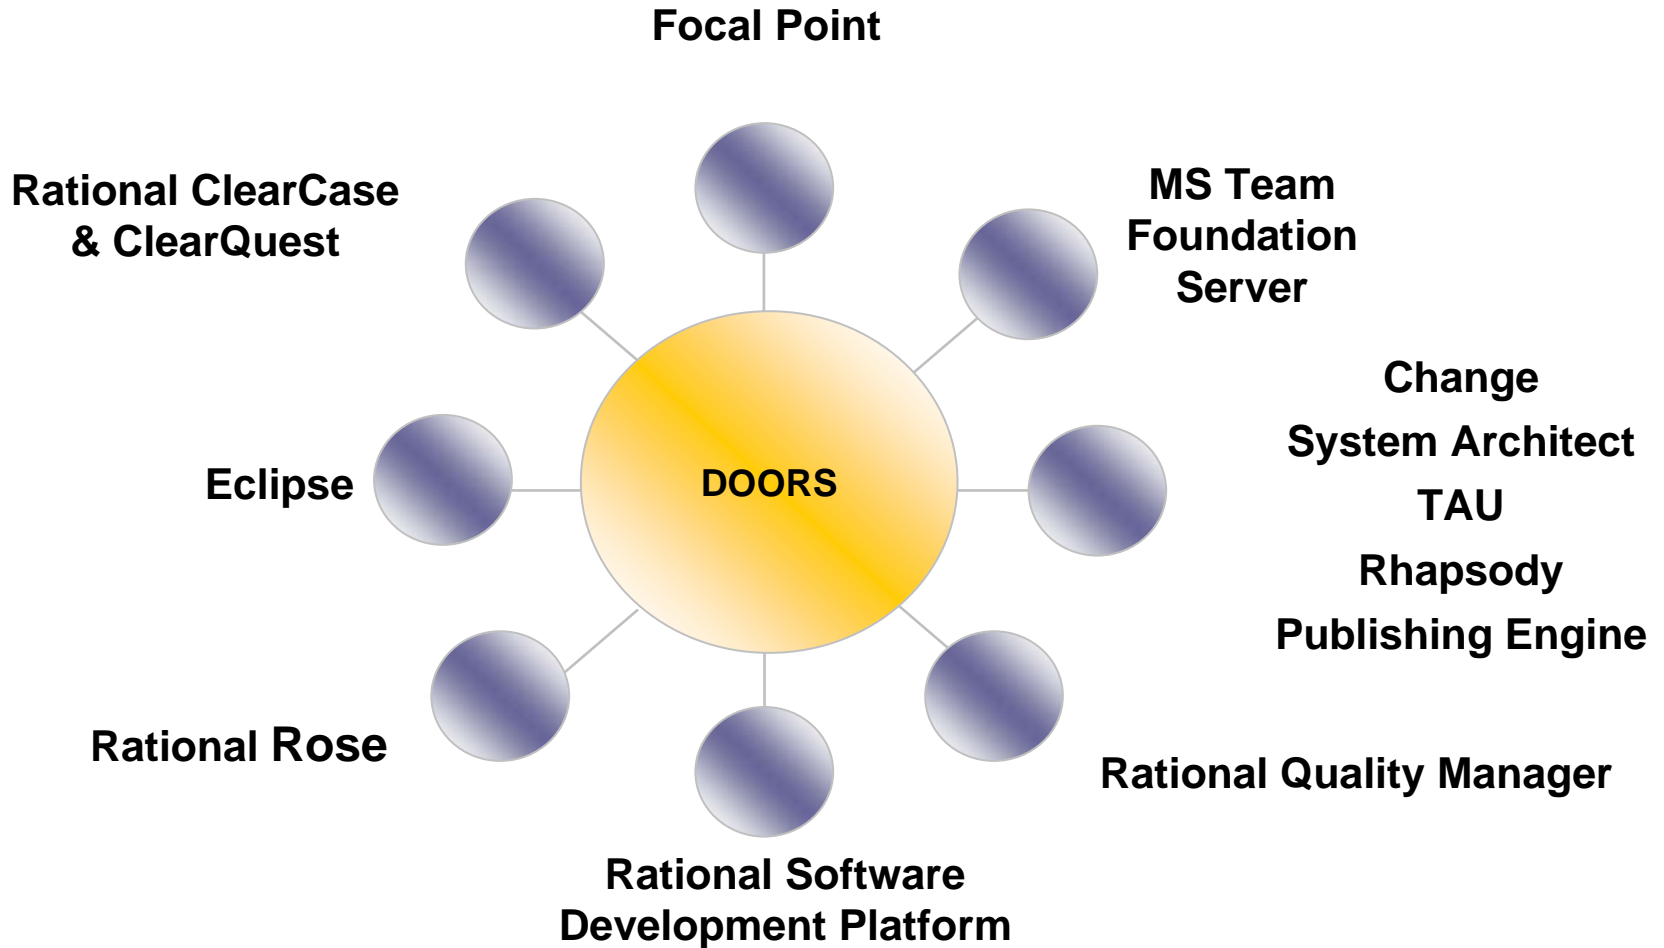 Focal Point
Rational ClearCase
& ClearQuest
MS Team
Foundation
Server
Change
System Architect
TAU
Rhapsody
Publishing Engine
Eclipse
DOORS
Rational Rose
Rational Quality Manager
Rational Software
Development Platform